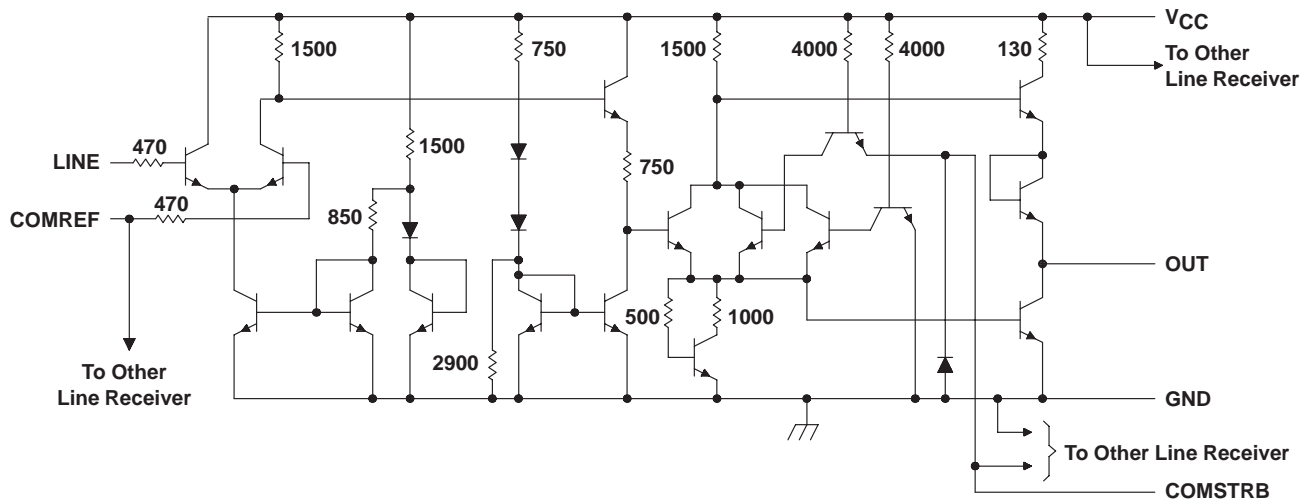 VCC
1500
750
1500
4000
4000
130
To Other
Line Receiver
470
LINE
1500
750
COMREF
470
850
OUT
500
1000
2900
To Other
Line Receiver
GND
To Other Line Receiver
COMSTRB